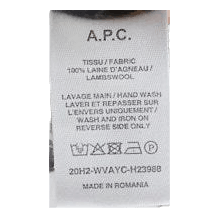 A.P.C.
TISSU / FABRIC
100% LAINE D'AGNEAU /
LAMBSWOOL
LAVAGE MAIN / HAND WASH
LAVER ET REPASSER SUR
L'ENVERS UNIQUEMENT /
WASH AND IRON ON
REVERSE SIDE ONLY
20H2-WVAYC-H23988
MADE IN ROMANIA